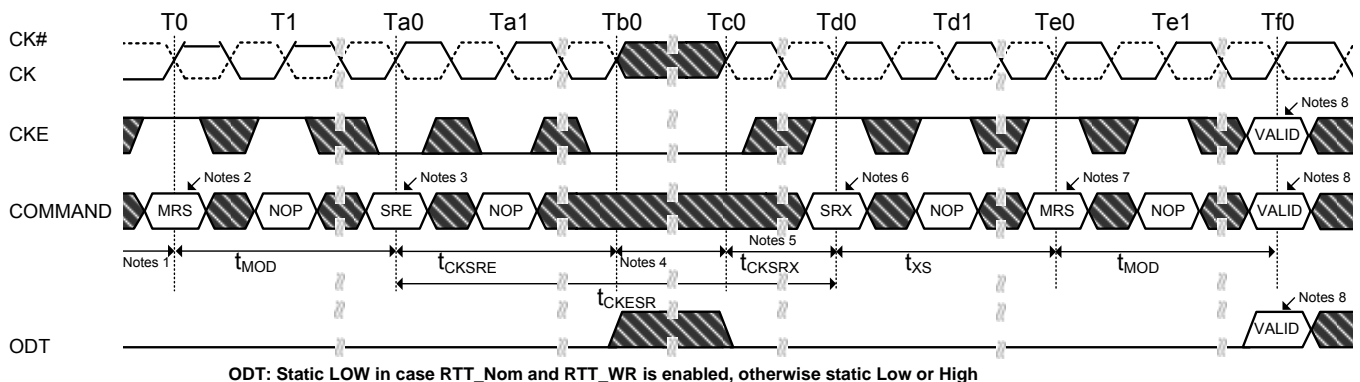 T0 T1 Ta0 Ta1 Tb0 Tc0 Td0 Td1 Te0 Te1 Tf0
CK#
CK
Notes 8
CKE VALID
Notes 2 Notes 3 Notes 6 Notes 7 Notes 8
COMMAND MRS NOP SRE NOP SRX NOP MRS NOP VALID
Notes 1 tMOD tCKSRE Notes 4 Notes 5 tCKSRX tXS tMOD
tCKESR
Notes 8
ODT VALID
ODT: Static LOW in case RTT_Nom and RTT_WR is enabled, otherwise static Low or High